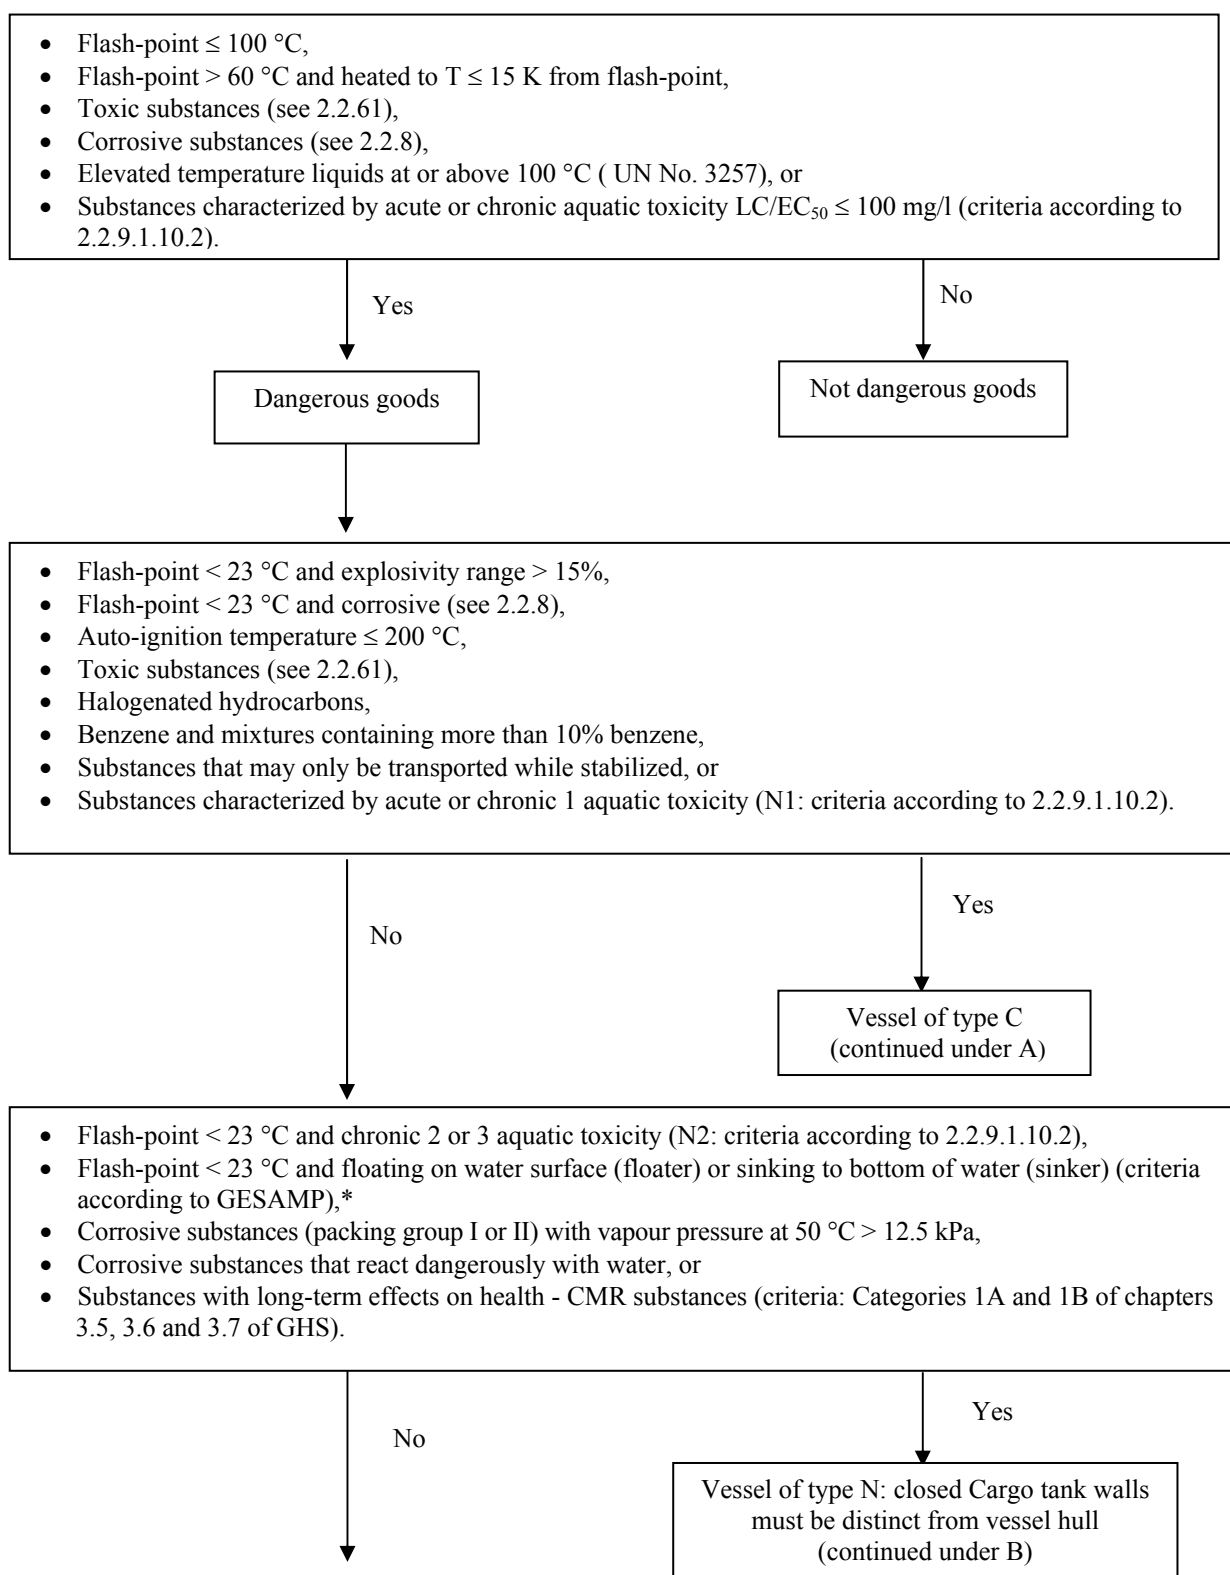 • Flash-point ≤ 100 °C,
• Flash-point > 60 °C and heated to T ≤ 15 K from flash-point,
• Toxic substances (see 2.2.61),
• Corrosive substances (see 2.2.8),
• Elevated temperature liquids at or above 100 °C ( UN No. 3257), or
• Substances characterized by acute or chronic aquatic toxicity LC/EC₅₀ ≤ 100 mg/l (criteria according to
2.2.9.1.10.2).
Yes
No
Dangerous goods
Not dangerous goods
• Flash-point < 23 °C and explosivity range > 15%,
• Flash-point < 23 °C and corrosive (see 2.2.8),
• Auto-ignition temperature ≤ 200 °C,
• Toxic substances (see 2.2.61),
• Halogenated hydrocarbons,
• Benzene and mixtures containing more than 10% benzene,
• Substances that may only be transported while stabilized, or
• Substances characterized by acute or chronic 1 aquatic toxicity (N1: criteria according to 2.2.9.1.10.2).
No
Yes
Vessel of type C
(continued under A)
• Flash-point < 23 °C and chronic 2 or 3 aquatic toxicity (N2: criteria according to 2.2.9.1.10.2),
• Flash-point < 23 °C and floating on water surface (floater) or sinking to bottom of water (sinker) (criteria
according to GESAMP),*
• Corrosive substances (packing group I or II) with vapour pressure at 50 °C > 12.5 kPa,
• Corrosive substances that react dangerously with water, or
• Substances with long-term effects on health - CMR substances (criteria: Categories 1A and 1B of chapters
3.5, 3.6 and 3.7 of GHS).
No
Yes
Vessel of type N: closed Cargo tank walls
must be distinct from vessel hull
(continued under B)